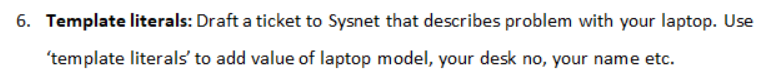 6. Template literals: Draft a ticket to Sysnet that describes problem with your laptop. Use
‘template literals’ to add value of laptop model, your desk no, your name etc.